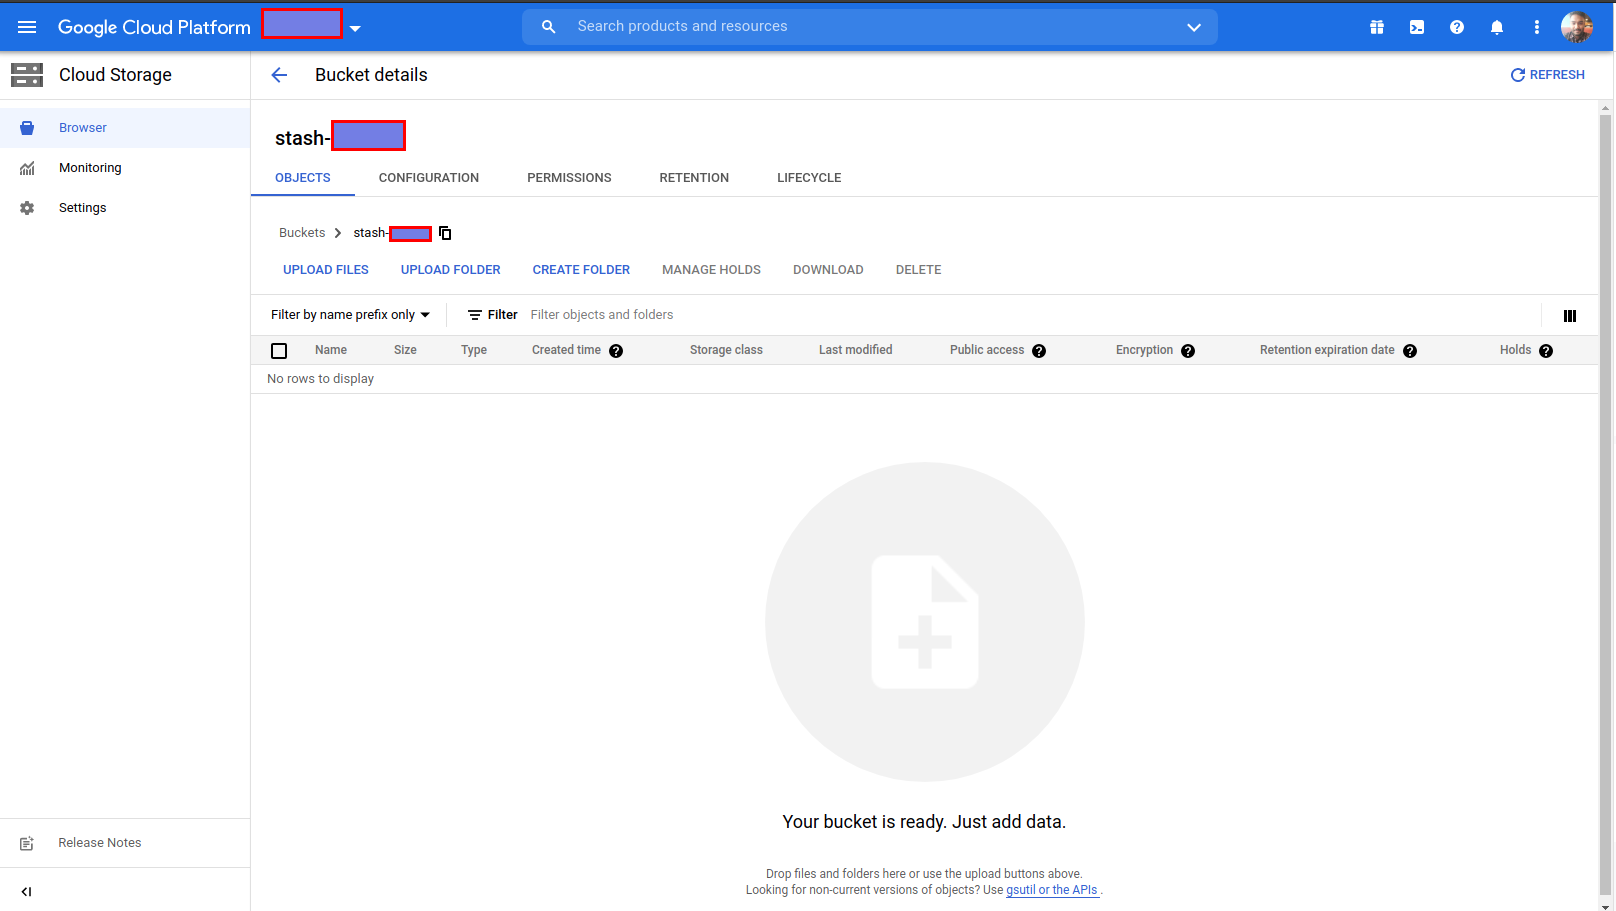 Google Cloud Platform
Search products and resources
Cloud Storage
Bucket details
REFRESH
Browser
Monitoring
Settings
stash-
OBJECTS CONFIGURATION PERMISSIONS RETENTION LIFECYCLE
Buckets stash-
UPLOAD FILES UPLOAD FOLDER CREATE FOLDER MANAGE HOLDS DOWNLOAD DELETE
Filter by name prefix only Filter Filter objects and folders
Name Size Type Created time Storage class Last modified Public access Encryption Retention expiration date Holds
No rows to display
Your bucket is ready. Just add data.
Drop files and folders here or use the upload buttons above.
Looking for non-current versions of objects? Use gsutil or the APIs .
Release Notes